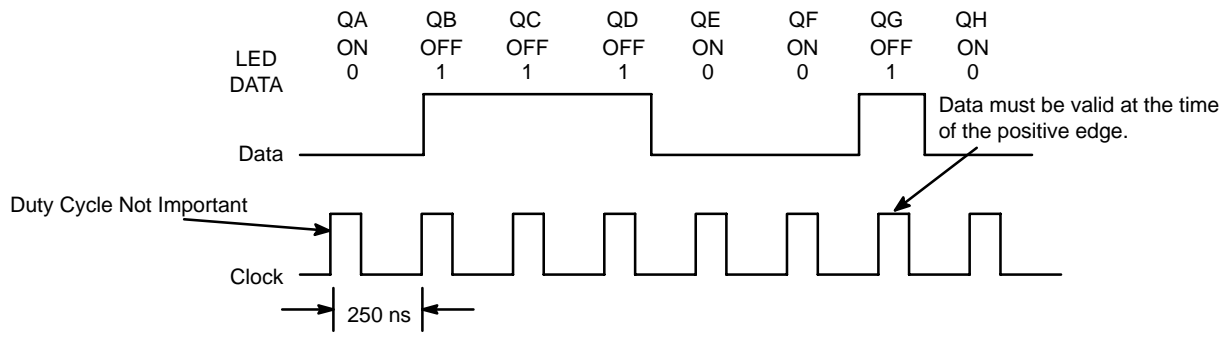 QA QB QC QD QE QF QG QH
ON OFF OFF OFF ON ON OFF ON
LED
0 1 1 1 0 0 1 0
DATA
Data must be valid at the time
of the positive edge.
Data
Duty Cycle Not Important
Clock
250 ns